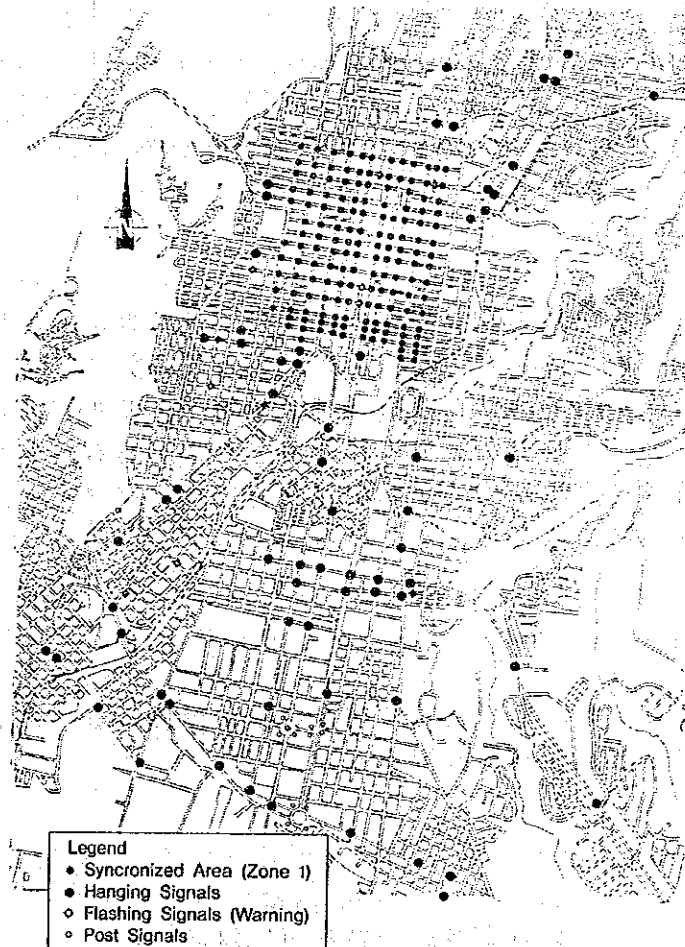 Legend
Syncronized Area (Zone 1)
Hanging Signals
Flashing Signals (Warning)
Post Signals